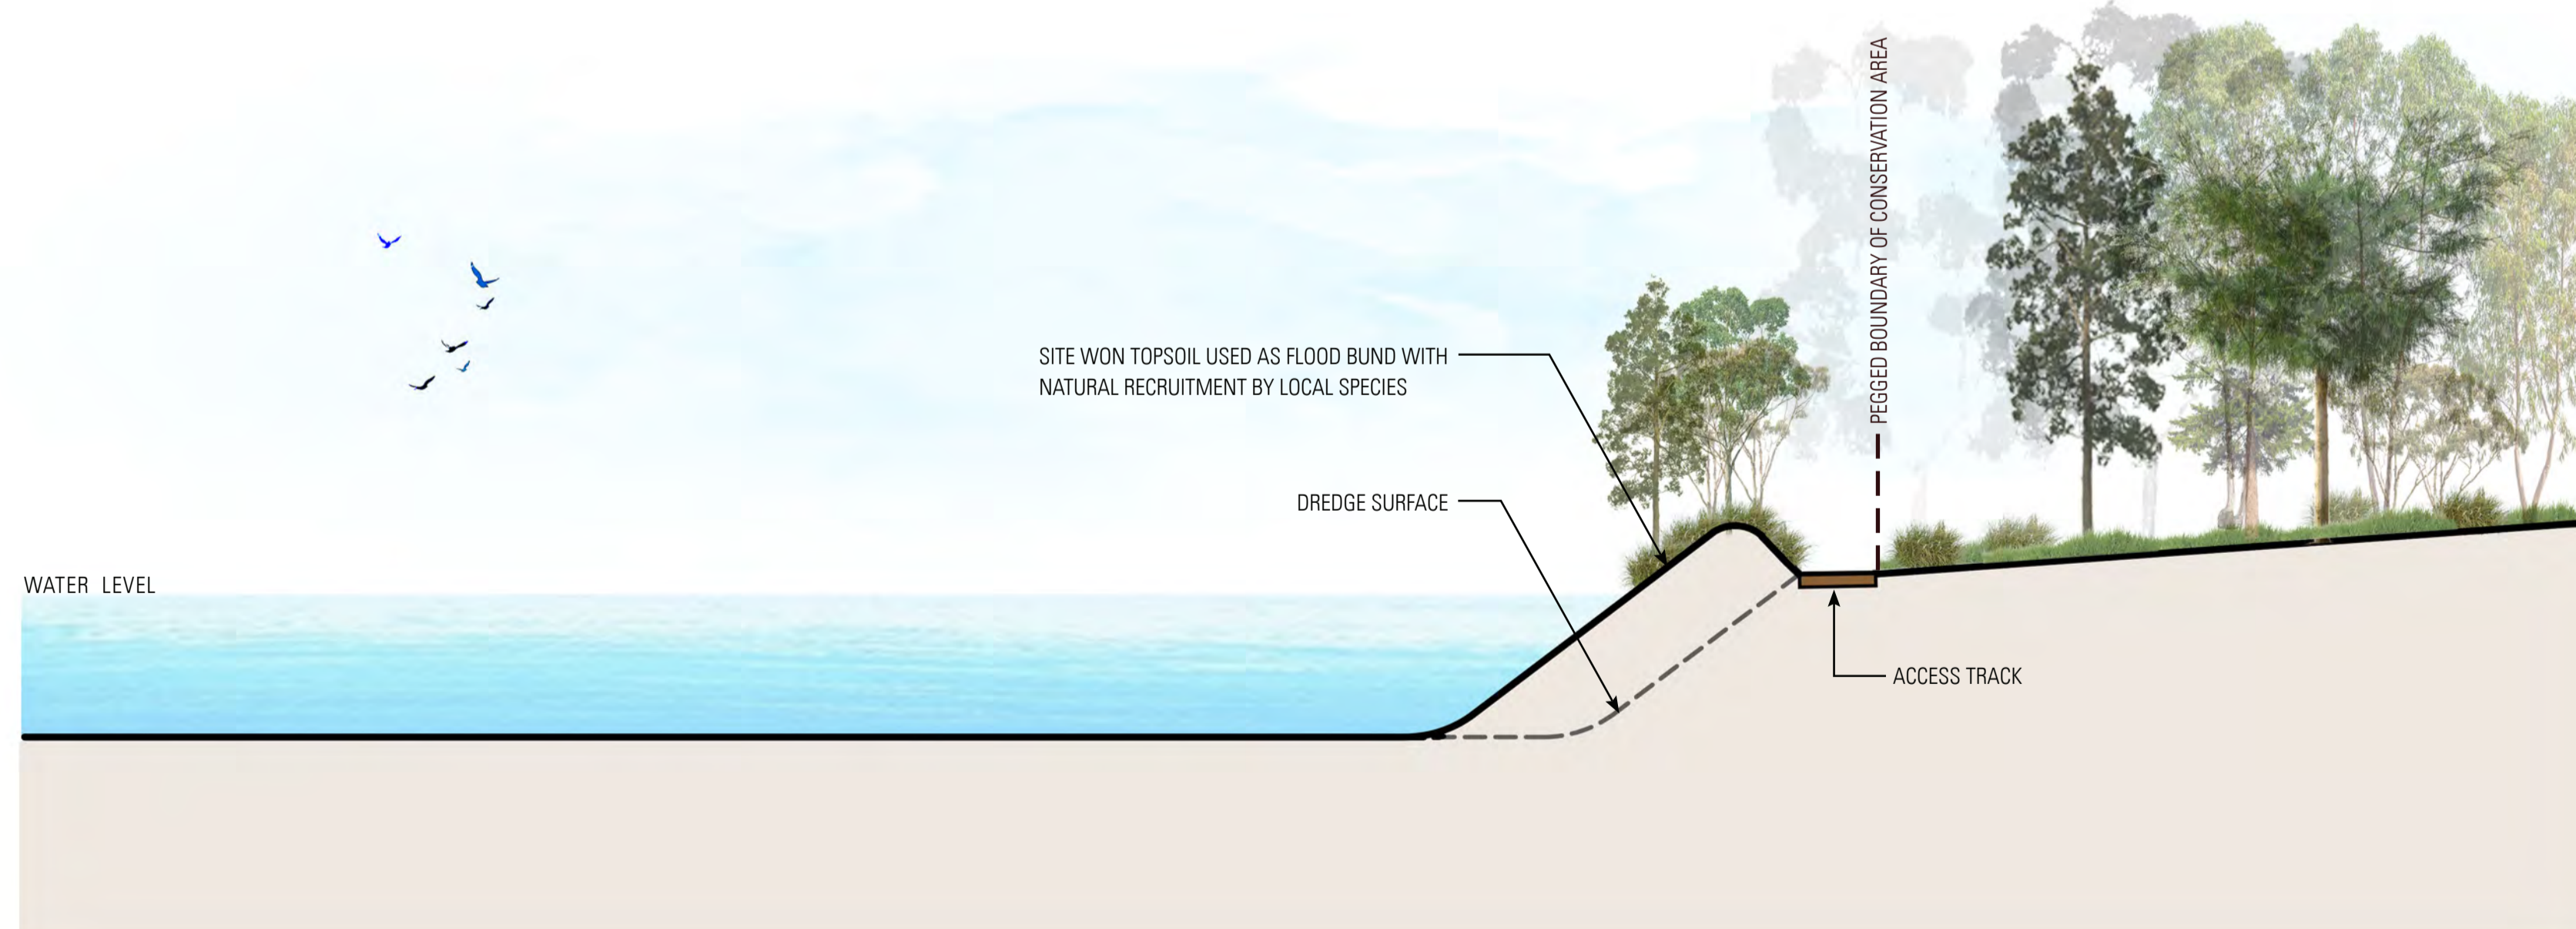 PEGGED BOUNDARY OF CONSERVATION AREA
SITE WON TOPSOIL USED AS FLOOD BUND WITH
NATURAL RECRUITMENT BY LOCAL SPECIES
DREDGE SURFACE
WATER LEVEL
ACCESS TRACK